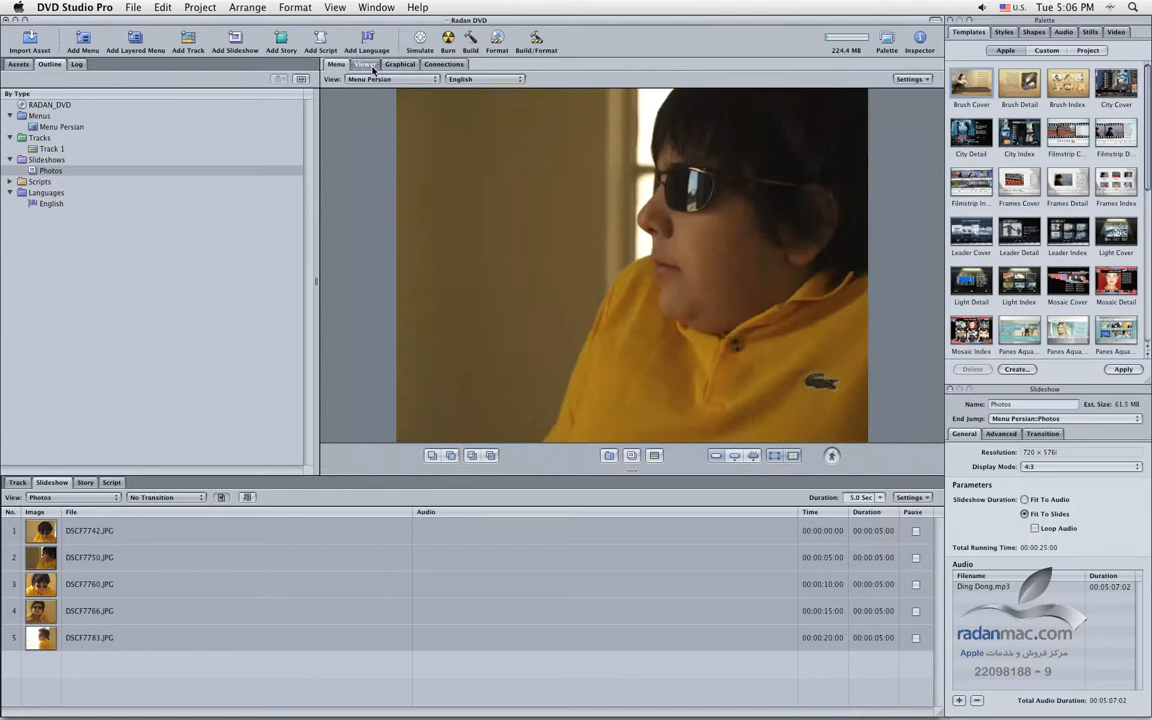 DVD Studio Pro File Edit Project Arrange Format View Window Help U.S. Tue 5:06 PM
Radan DVD
Import Asset Add Menu Add Layered Menu Add Track Add Slideshow Add Story Add Script Add Language Simulate Burn Build Format Build/Format 224.4 MB Palette Inspector
Assets Outline Log
By Type
RADAN_DVD
Menus
Menu Persian
Tracks
Track 1
Slideshows
Photos
Scripts
Languages
English
Menu Viewer Graphical Connections
View: Menu Persian English Settings
Track Slideshow Story Script
View: Photos No Transition Duration: 5.0 Sec Settings
No. Image File Audio Time Duration Pause
1 DSCF7742.JPG 00:00:00:00 00:00:05:00
2 DSCF7750.JPG 00:00:05:00 00:00:05:00
3 DSCF7760.JPG 00:00:10:00 00:00:05:00
4 DSCF7766.JPG 00:00:15:00 00:00:05:00
5 DSCF7783.JPG 00:00:20:00 00:00:05:00
Palette
Templates Styles Shapes Audio Stills Video
Apple Custom Project
Brush Cover Brush Detail Brush Index City Cover
City Detail City Index Filmstrip C... Filmstrip D...
Filmstrip In... Frames Cover Frames Detail Frames Index
Leader Cover Leader Detail Leader Index Light Cover
Light Detail Light Index Mosaic Cover Mosaic Detail
Mosaic Index Panes Aqua... Panes Aqua... Panes Aqua...
Delete Create... Apply
Slideshow
Name: Photos Est. Size: 61.5 MB
End Jump: Menu Persian::Photos
General Advanced Transition
Resolution: 720 x 576i
Display Mode: 4:3
Parameters
Slideshow Duration: Fit To Audio
Fit To Slides
Loop Audio
Total Running Time: 00:00:25:00
Audio
Filename Duration
Ding Dong.mp3 00:05:07:02
radanmac.com
مرکز فروش و خدمات Apple
22098188 - 9
Total Audio Duration: 00:05:07:02